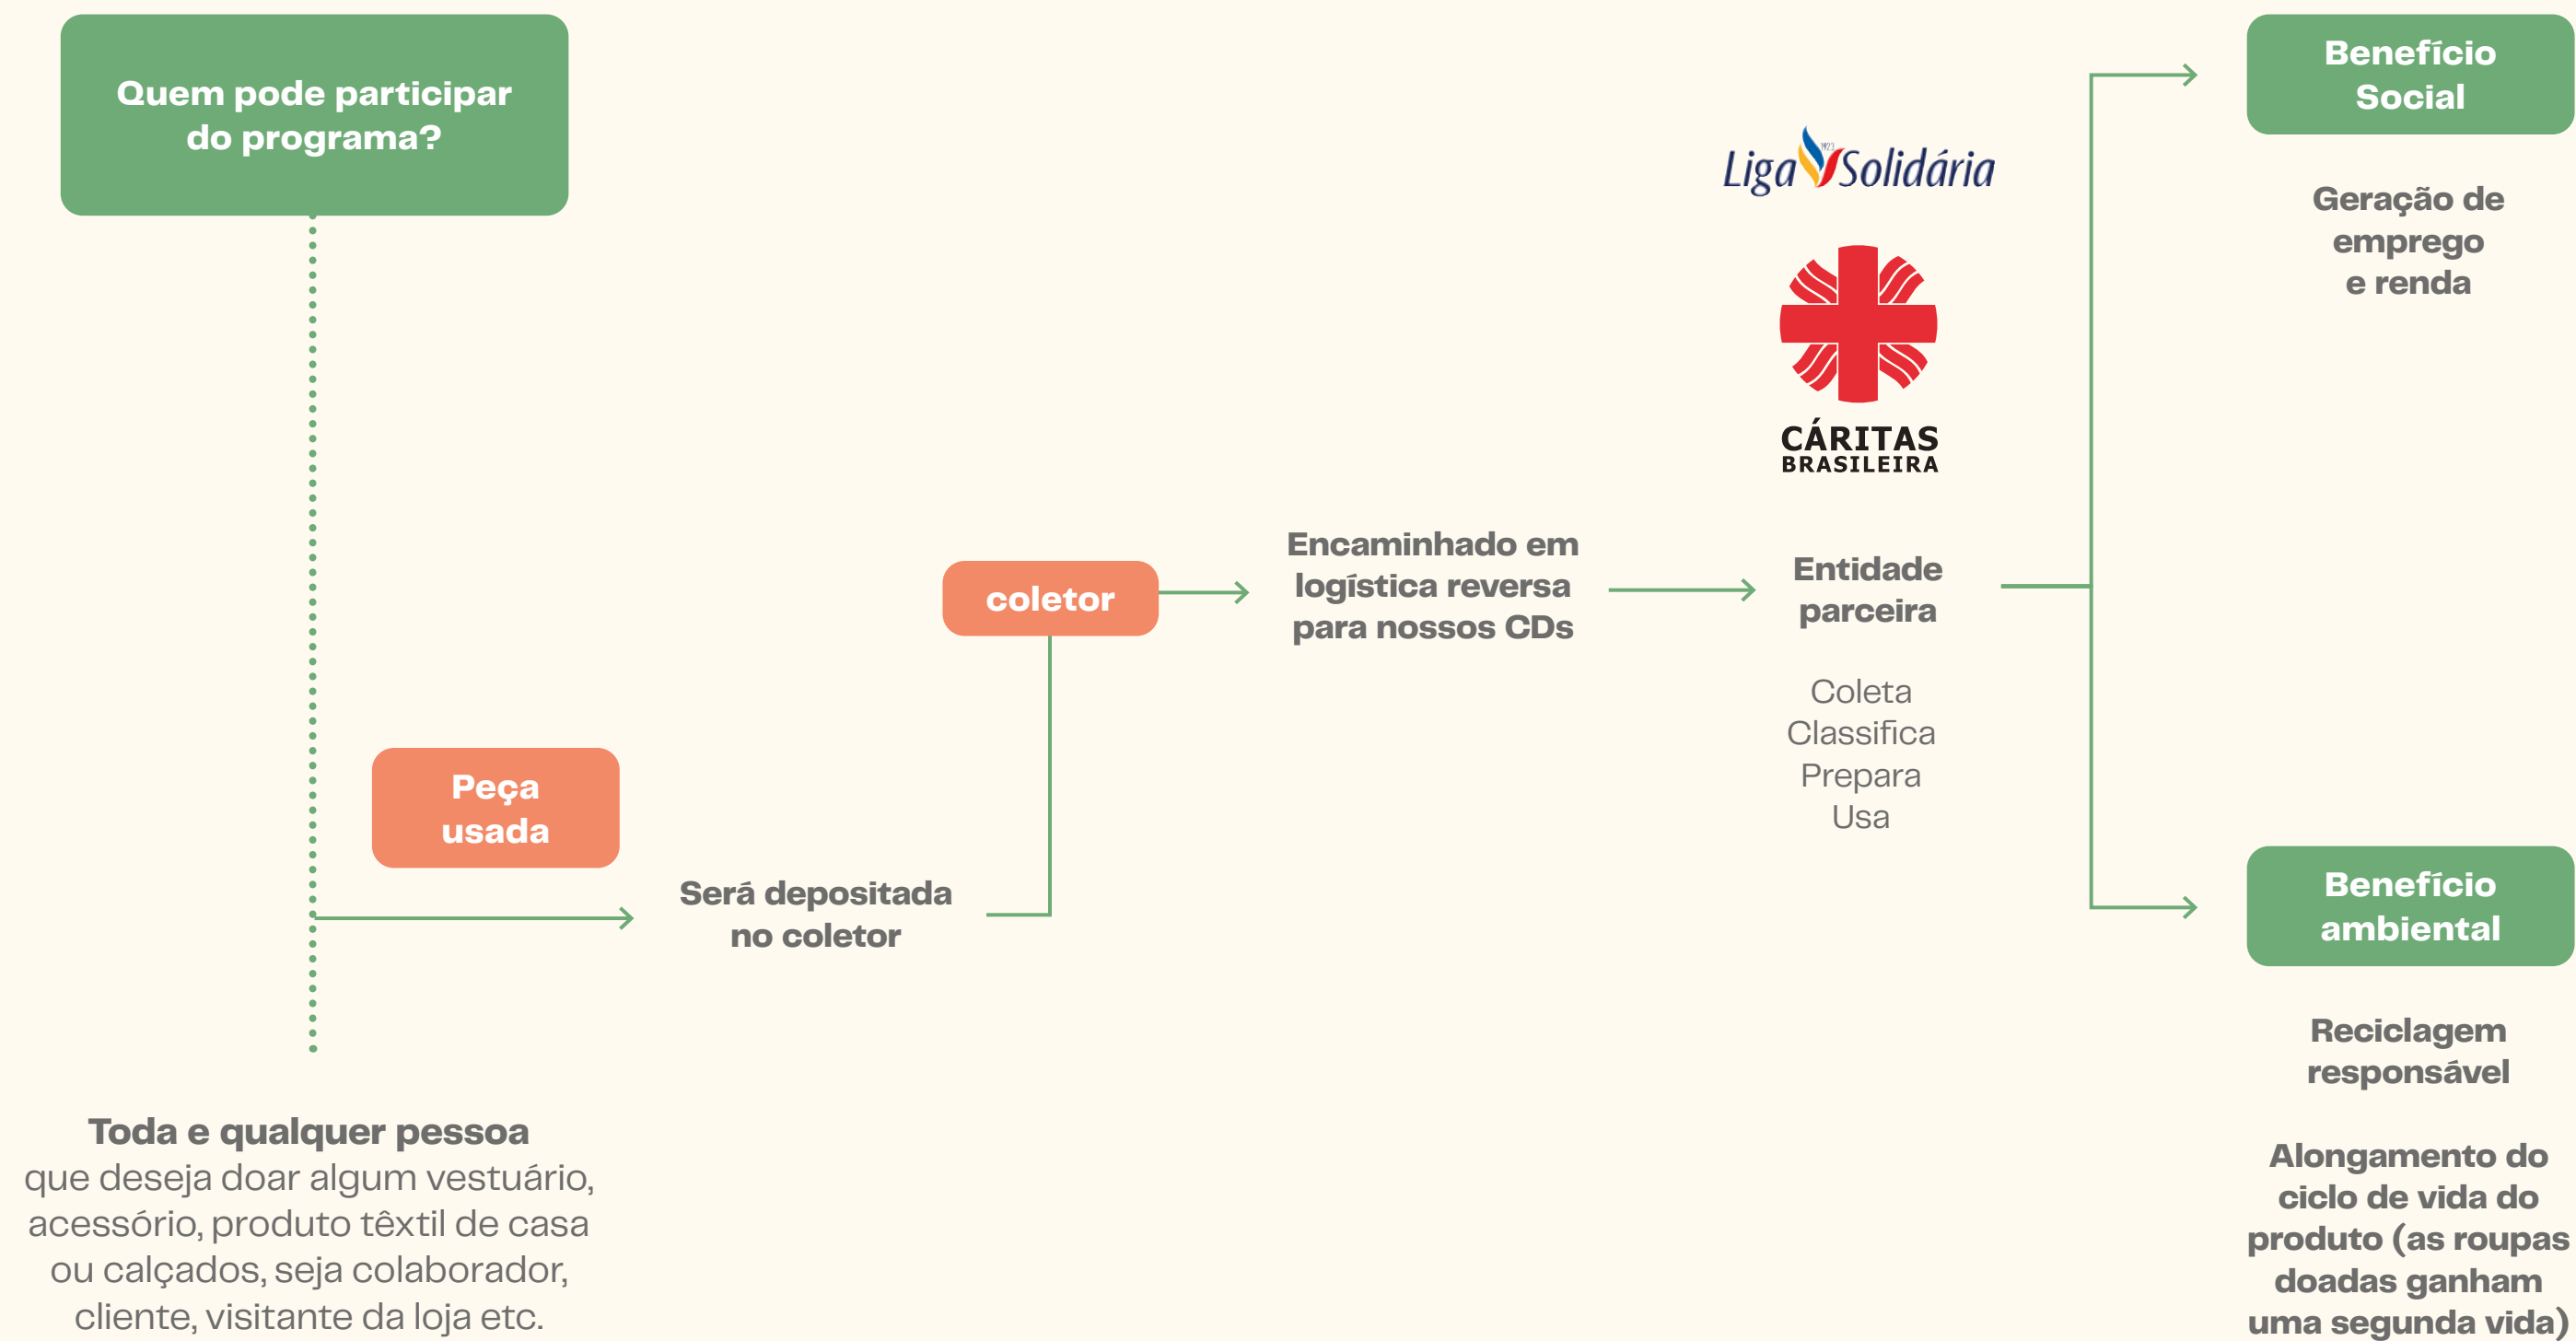 Quem pode participar
do programa?
Peça
usada
Será depositada
no coletor
Toda e qualquer pessoa
que deseja doar algum vestuário,
acessório, produto têxtil de casa
ou calçados, seja colaborador,
cliente, visitante da loja etc.
coletor
Encaminhado em
logística reversa
para nossos CDs
1923
Liga Solidária
CÁRITAS
BRASILEIRA
Entidade
parceira
Coleta
Classifica
Prepara
Usa
Benefício
Social
Geração de
emprego
e renda
Benefício
ambiental
Reciclagem
responsável
Alongamento do
ciclo de vida do
produto (as roupas
doadas ganham
uma segunda vida)